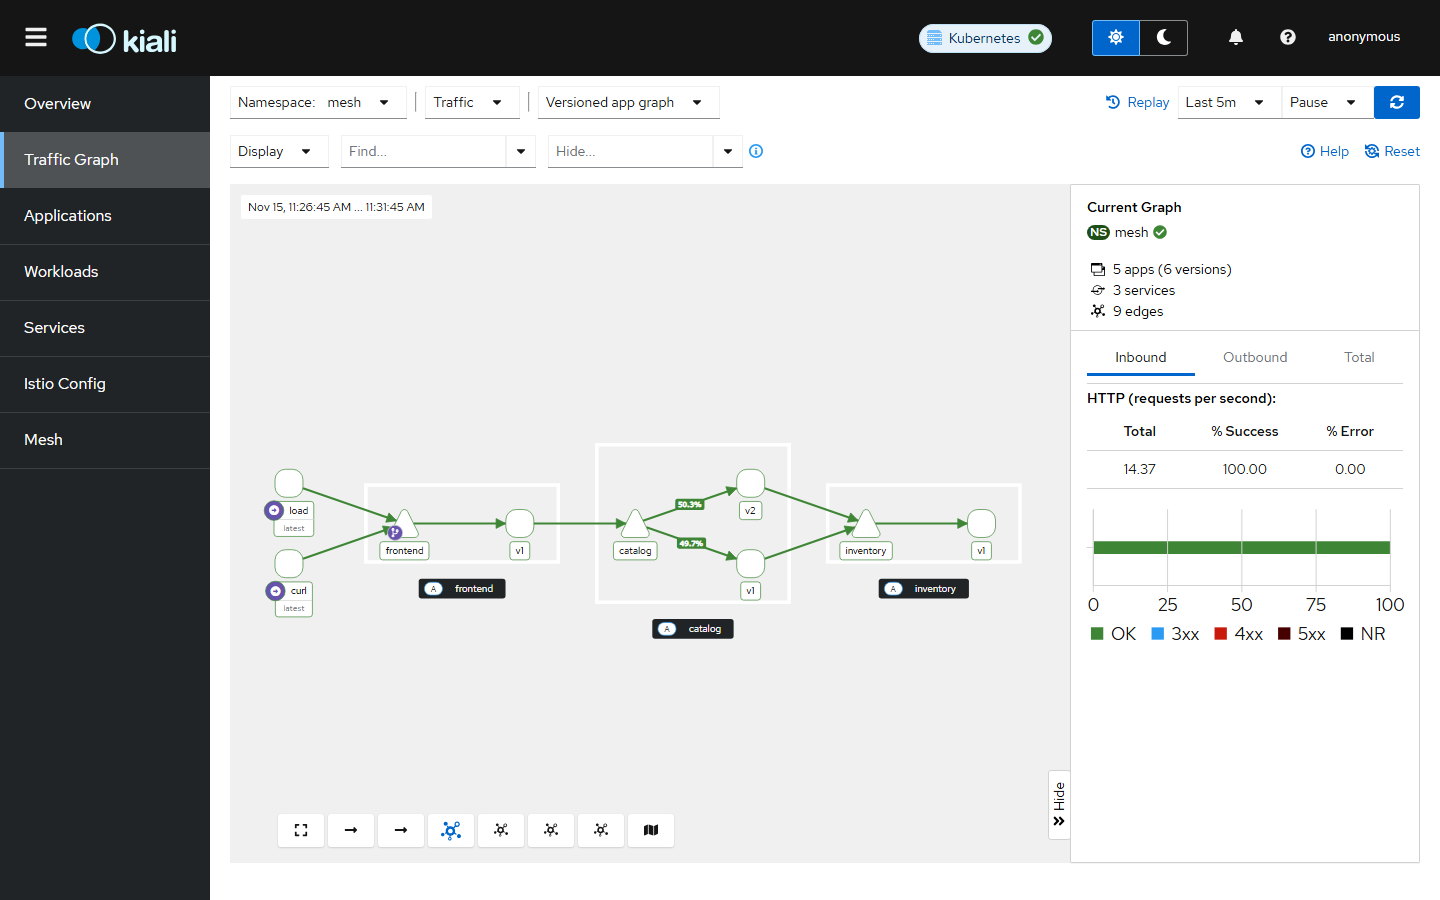 kiali
Kubernetes
anonymous
Overview
Traffic Graph
Applications
Workloads
Services
Istio Config
Mesh
Namespace: mesh
Traffic
Versioned app graph
Replay
Last 5m
Pause
Display
Find...
Hide...
Help
Reset
Nov 15, 11:26:45 AM ... 11:31:45 AM
load
latest
curl
latest
frontend
v1
A frontend
50.3%
49.7%
catalog
v2
v1
A catalog
inventory
v1
A inventory
Hide
Current Graph
NS mesh
5 apps (6 versions)
3 services
9 edges
Inbound Outbound Total
HTTP (requests per second):
Total % Success % Error
14.37 100.00 0.00
0 25 50 75 100
OK 3xx 4xx 5xx NR